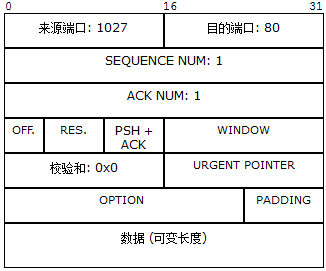 0 16 31
来源端口: 1027 目的端口: 80
SEQUENCE NUM: 1
ACK NUM: 1
OFF. RES. PSH + ACK WINDOW
校验和: 0x0 URGENT POINTER
OPTION PADDING
数据 (可变长度)